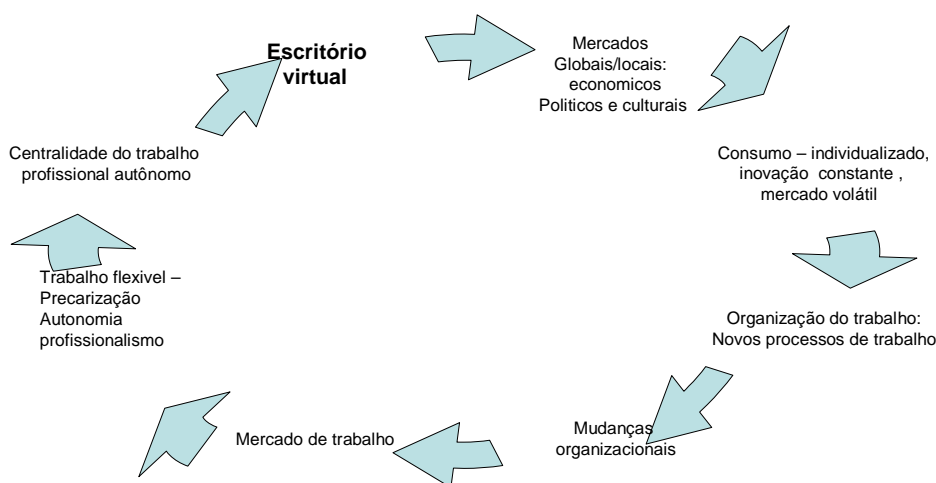 Escritório
virtual
Mercados
Globais/locais:
economicos
Politicos e culturais
Consumo – individualizado,
inovação constante ,
mercado volátil
Organização do trabalho:
Novos processos de trabalho
Mudanças
organizacionais
Mercado de trabalho
Trabalho flexivel –
Precarização
Autonomia
profissionalismo
Centralidade do trabalho
profissional autônomo